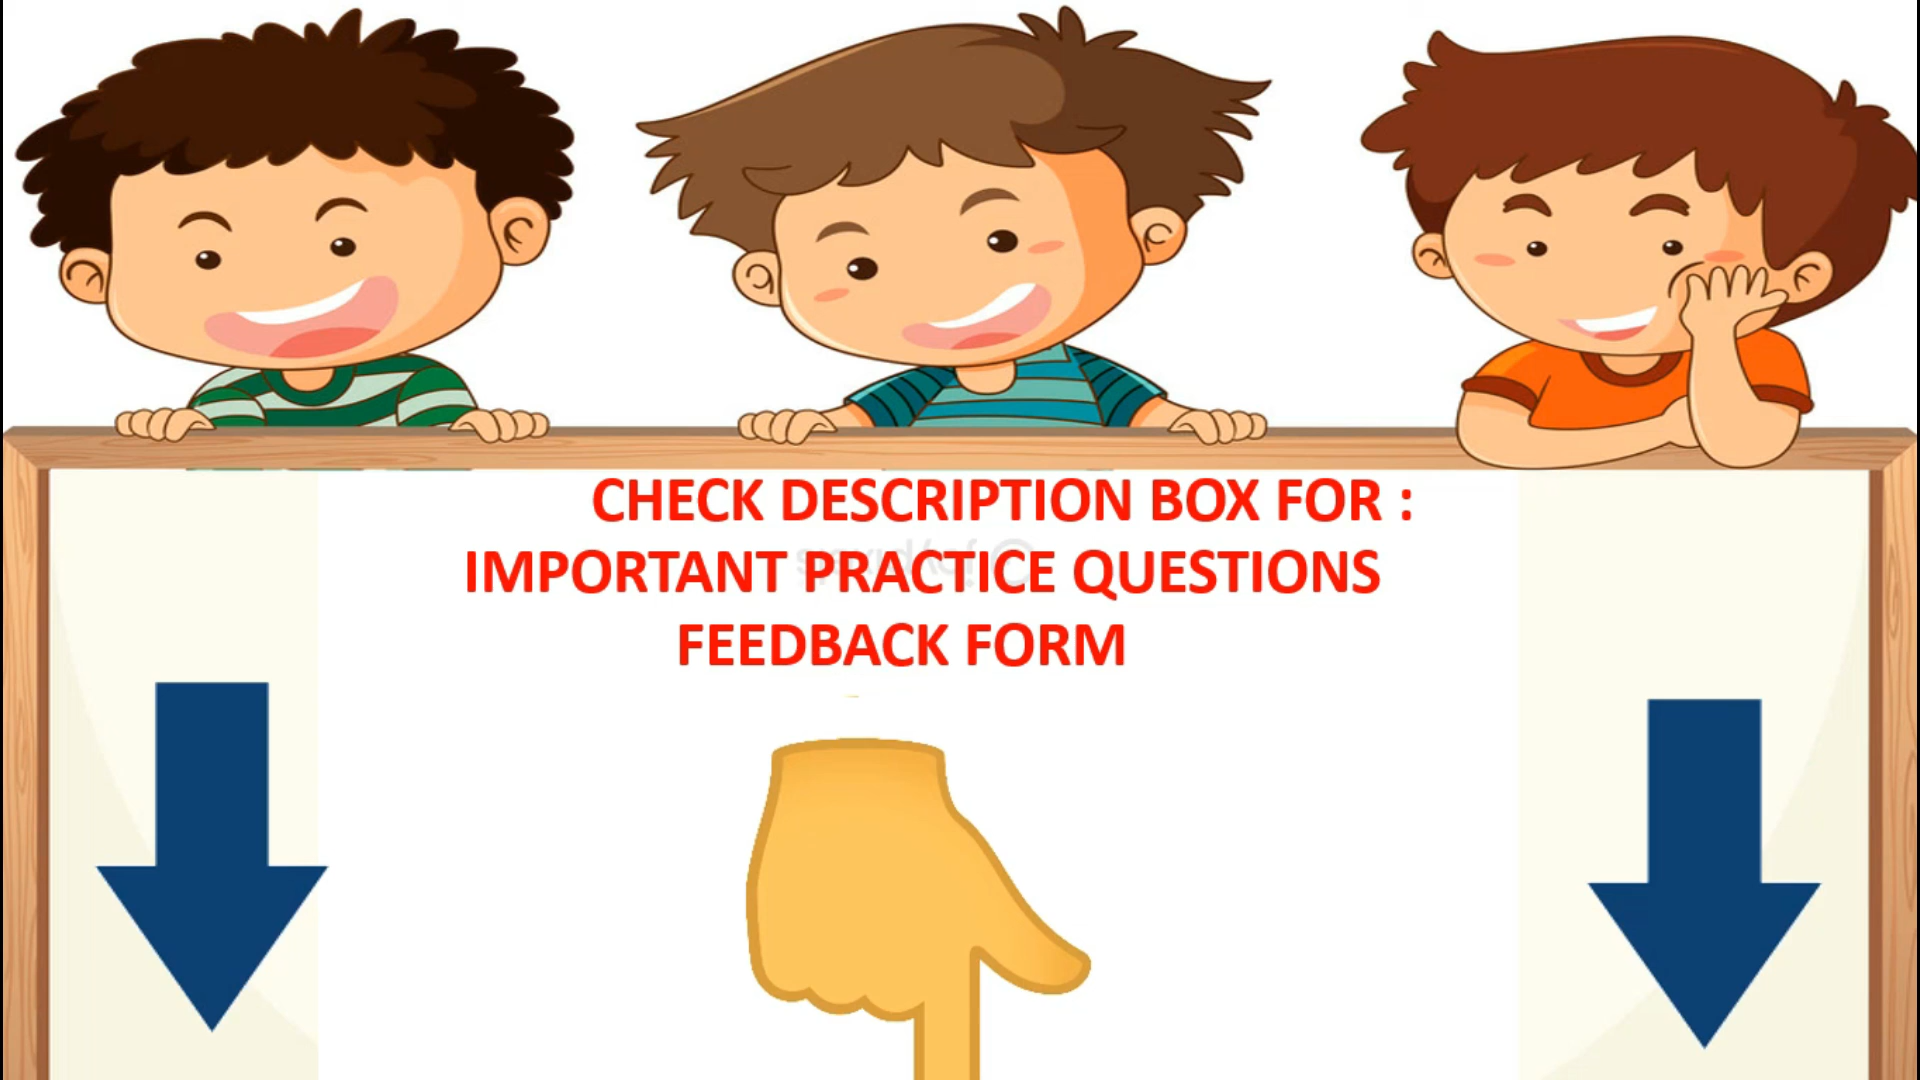 CHECK DESCRIPTION BOX FOR :
IMPORTANT PRACTICE QUESTIONS
FEEDBACK FORM